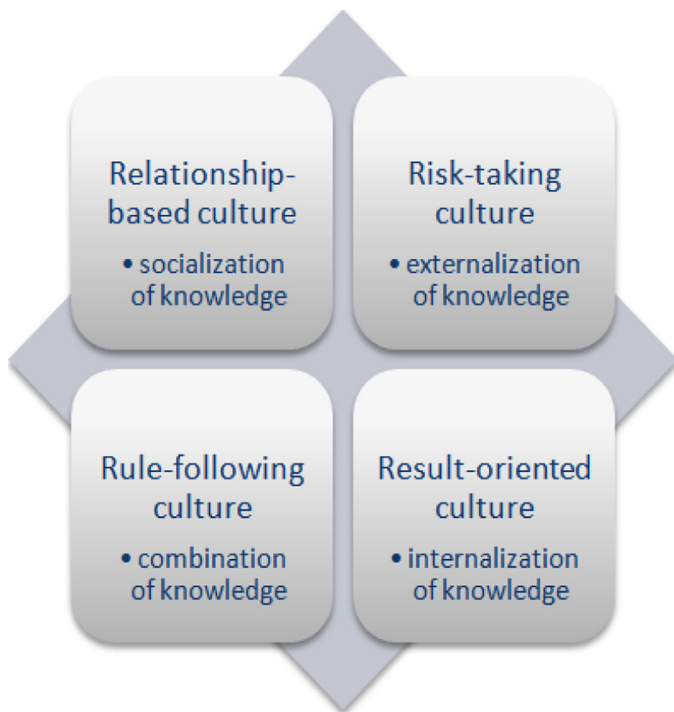 Relationship-
based culture
• socialization
of knowledge
Risk-taking
culture
• externalization
of knowledge
Rule-following
culture
• combination
of knowledge
Result-oriented
culture
• internalization
of knowledge